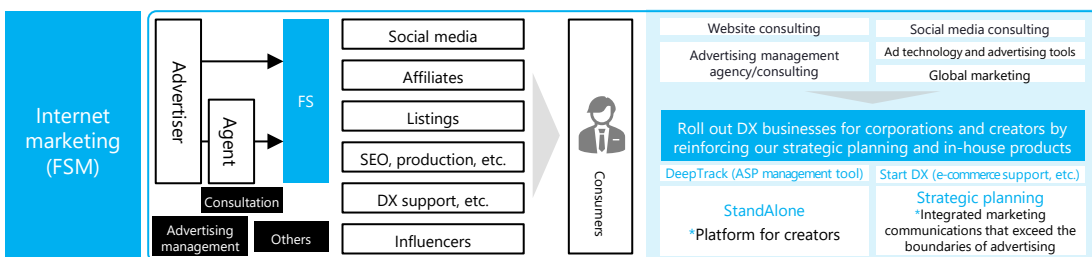 Internet
marketing
(FSM)
Advertiser
Agent
FS
Consultation
Advertising
management
Others
Social media
Affiliates
Listings
SEO, production, etc.
DX support, etc.
Influencers
Consumers
Website consulting
Social media consulting
Advertising management
agency/consulting
Ad technology and advertising tools
Global marketing
Roll out DX businesses for corporations and creators by
reinforcing our strategic planning and in-house products
DeepTrack (ASP management tool)
Start DX (e-commerce support, etc.)
StandAlone
*Platform for creators
Strategic planning
*Integrated marketing
communications that exceed the
boundaries of advertising